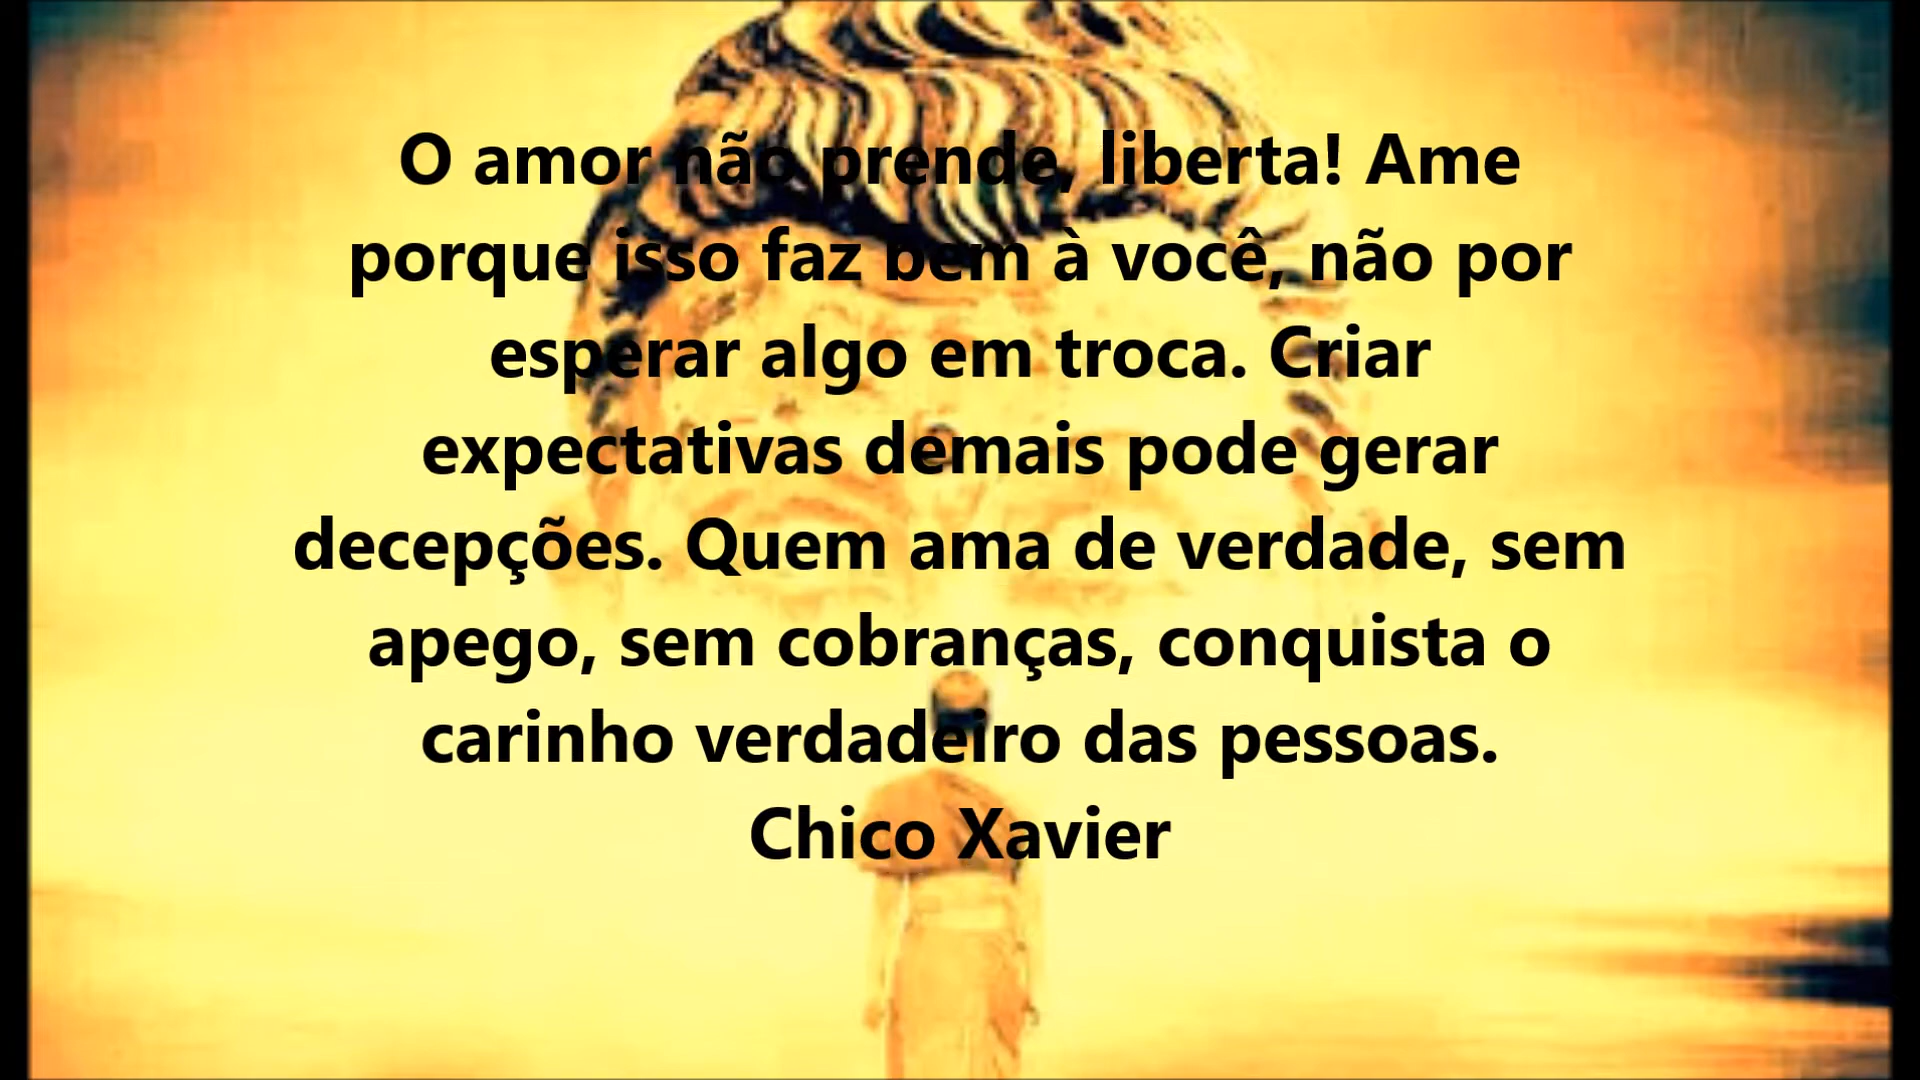 O amor não prende, liberta! Ame
porque isso faz bem à você, não por
esperar algo em troca. Criar
expectativas demais pode gerar
decepções. Quem ama de verdade, sem
apego, sem cobranças, conquista o
carinho verdadeiro das pessoas.
Chico Xavier